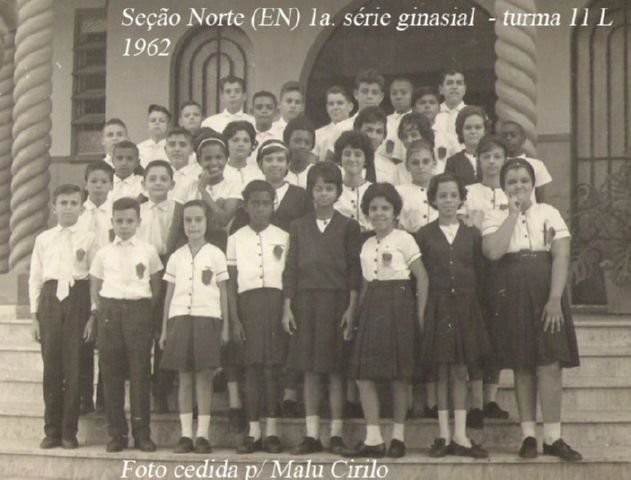 Seção Norte (EN) 1a. série ginasial - turma 11 L
1962
Foto cedida p/ Malu Cirilo